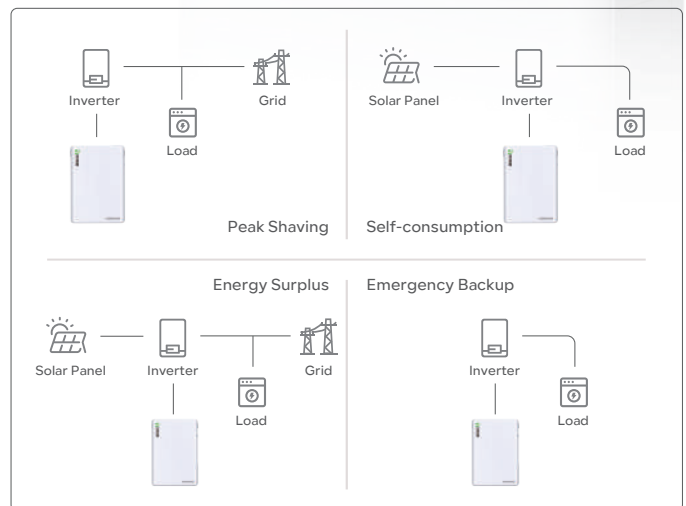 Inverter
Grid
Load
Peak Shaving
Solar Panel
Inverter
Load
Self-consumption
Energy Surplus
Solar Panel
Inverter
Grid
Load
Emergency Backup
Inverter
Load